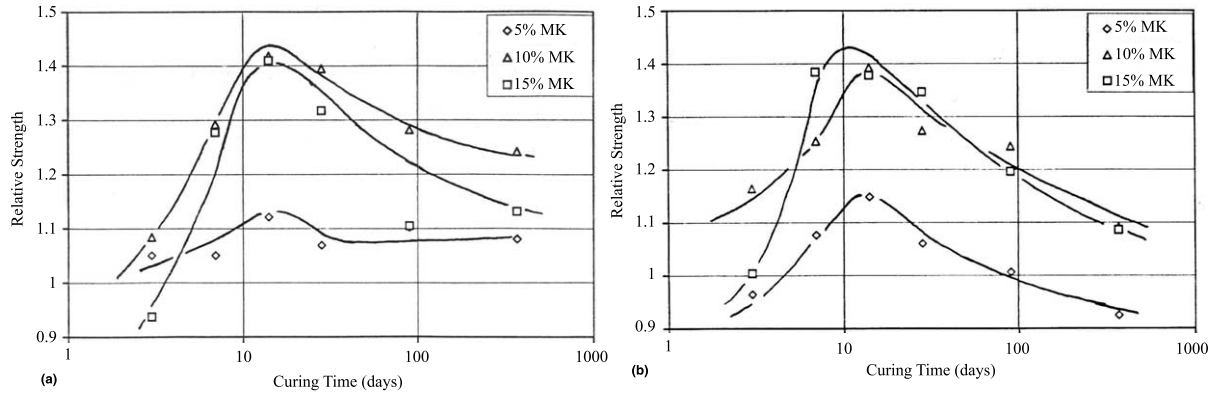 1.5
1.4
1.3
1.2
1.1
1
0.9
Relative Strength
5% MK
10% MK
15% MK
1 10 100 1000
Curing Time (days)
(a)
1.5
1.4
1.3
1.2
1.1
1
0.9
Relative Strength
5% MK
10% MK
15% MK
1 10 100 1000
Curing Time (days)
(b)